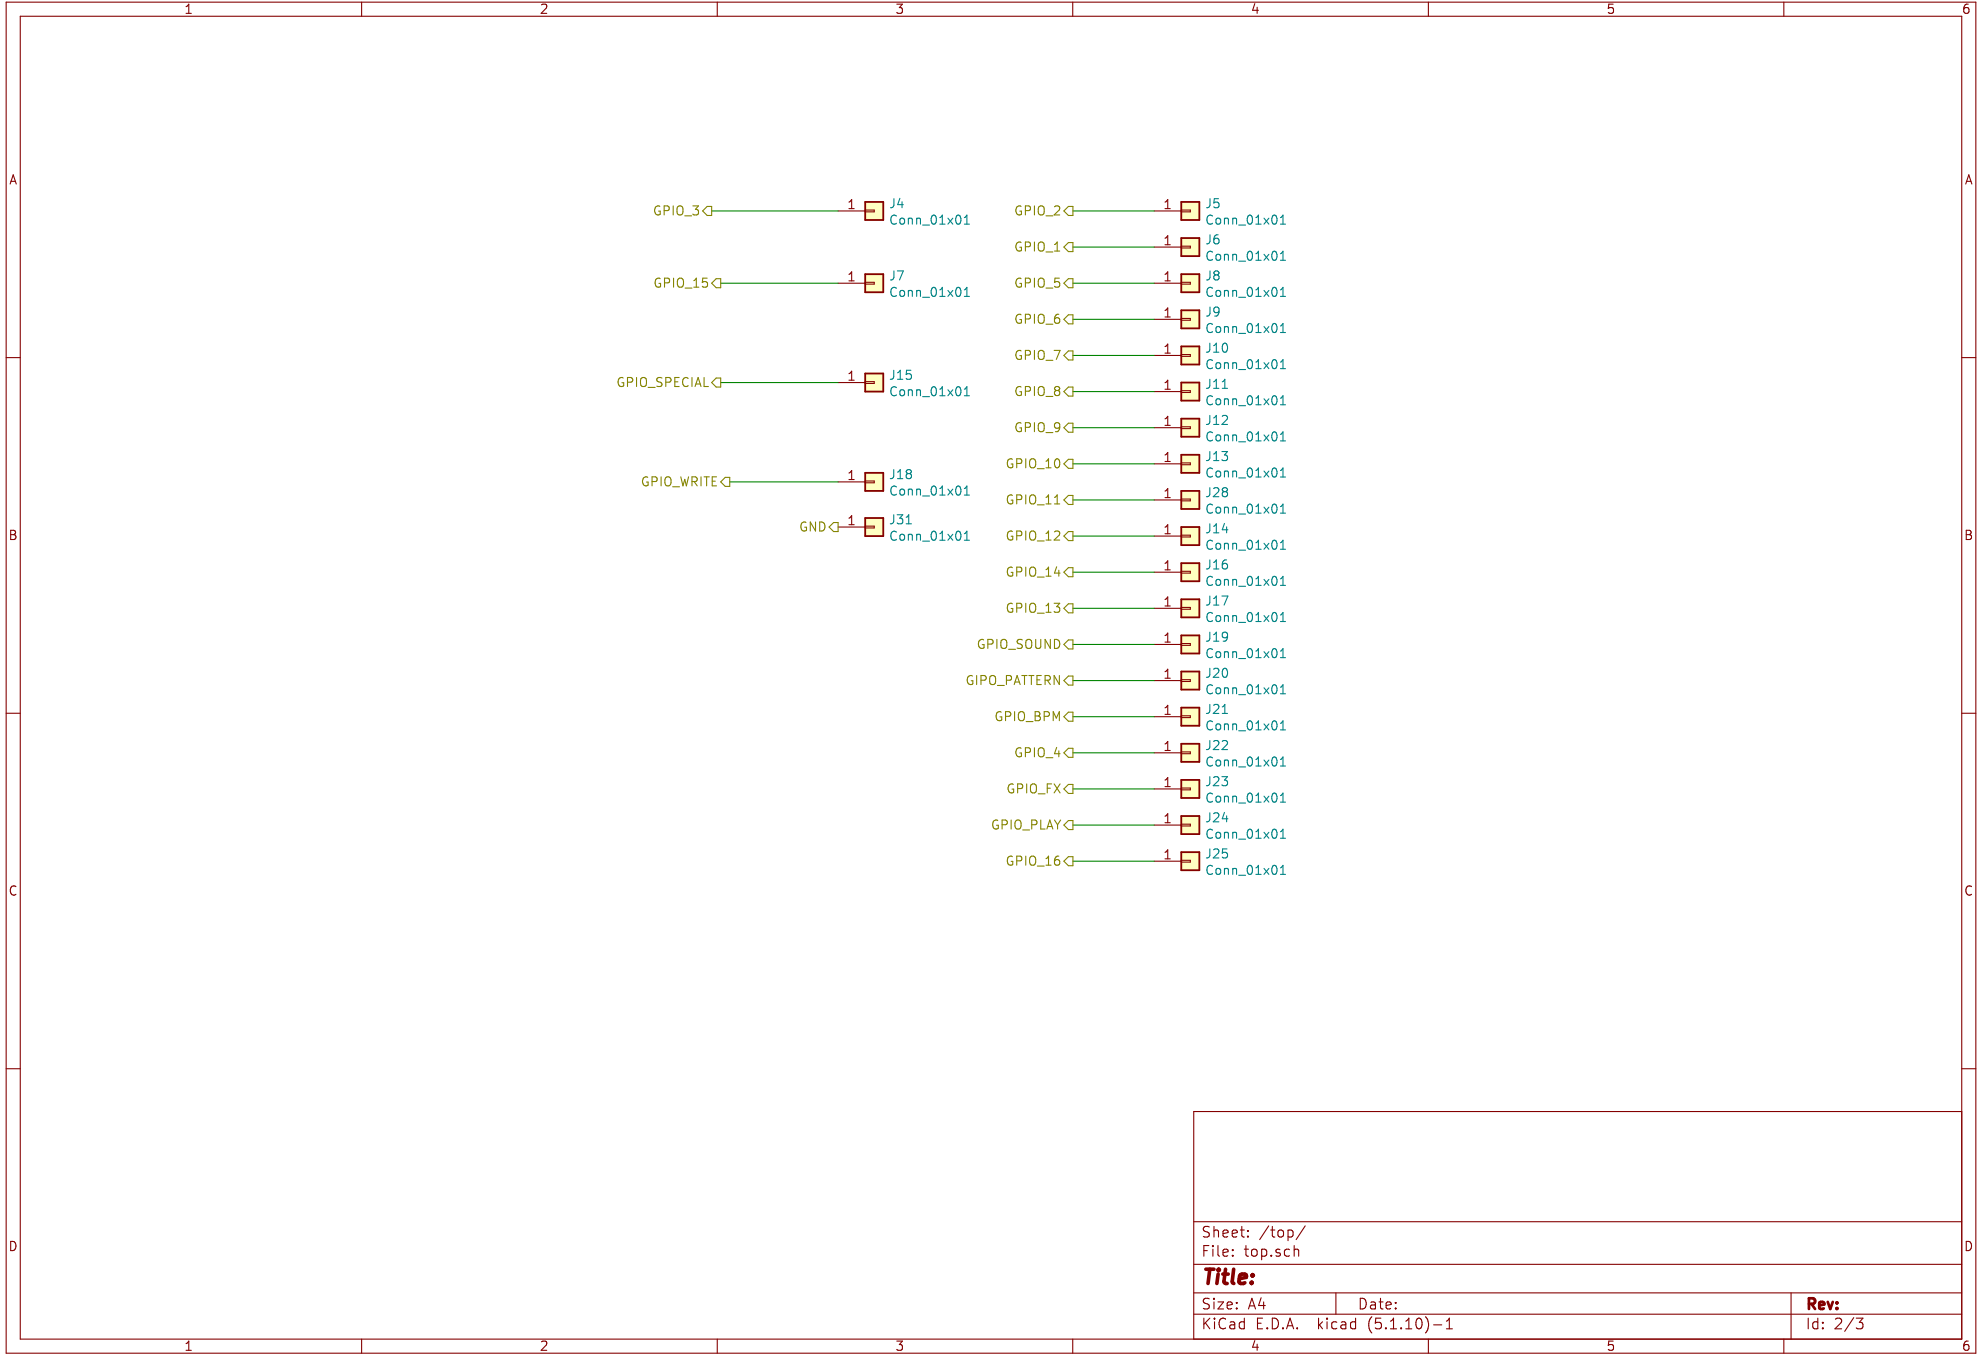 1 2 3 4 5 6
A A
GPIO_3 1 J4
Conn_01x01
GPIO_15 1 J7
Conn_01x01
GPIO_SPECIAL 1 J15
Conn_01x01
GPIO_WRITE 1 J18
Conn_01x01
GND 1 J31
Conn_01x01
GPIO_2 1 J5
Conn_01x01
GPIO_1 1 J6
Conn_01x01
GPIO_5 1 J8
Conn_01x01
GPIO_6 1 J9
Conn_01x01
GPIO_7 1 J10
Conn_01x01
GPIO_8 1 J11
Conn_01x01
GPIO_9 1 J12
Conn_01x01
GPIO_10 1 J13
Conn_01x01
GPIO_11 1 J28
Conn_01x01
GPIO_12 1 J14
Conn_01x01
GPIO_14 1 J16
Conn_01x01
GPIO_13 1 J17
Conn_01x01
GPIO_SOUND 1 J19
Conn_01x01
GIPO_PATTERN 1 J20
Conn_01x01
GPIO_BPM 1 J21
Conn_01x01
GPIO_4 1 J22
Conn_01x01
GPIO_FX 1 J23
Conn_01x01
GPIO_PLAY 1 J24
Conn_01x01
GPIO_16 1 J25
Conn_01x01
B B
C C
D D
Sheet: /top/
File: top.sch
Title:
Size: A4 Date: Rev:
KiCad E.D.A. kicad (5.1.10)-1 Id: 2/3
1 2 3 4 5 6